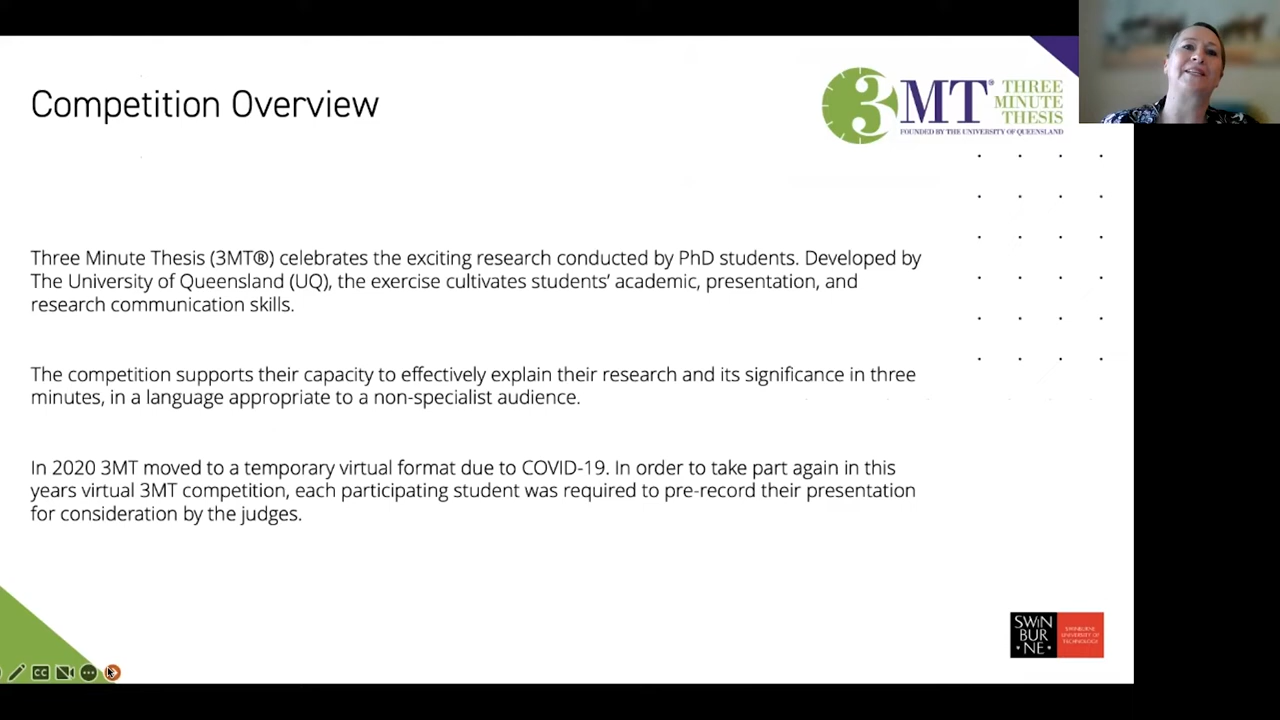 Competition Overview
3MT® THREE
MINUTE
THESIS
FOUNDED BY THE UNIVERSITY OF QUEENSLAND
Three Minute Thesis (3MT®) celebrates the exciting research conducted by PhD students. Developed by
The University of Queensland (UQ), the exercise cultivates students’ academic, presentation, and
research communication skills.
The competition supports their capacity to effectively explain their research and its significance in three
minutes, in a language appropriate to a non-specialist audience.
In 2020 3MT moved to a temporary virtual format due to COVID-19. In order to take part again in this
years virtual 3MT competition, each participating student was required to pre-record their presentation
for consideration by the judges.
SWIN
BUR
NE
SWINBURNE
UNIVERSITY OF
TECHNOLOGY
CC